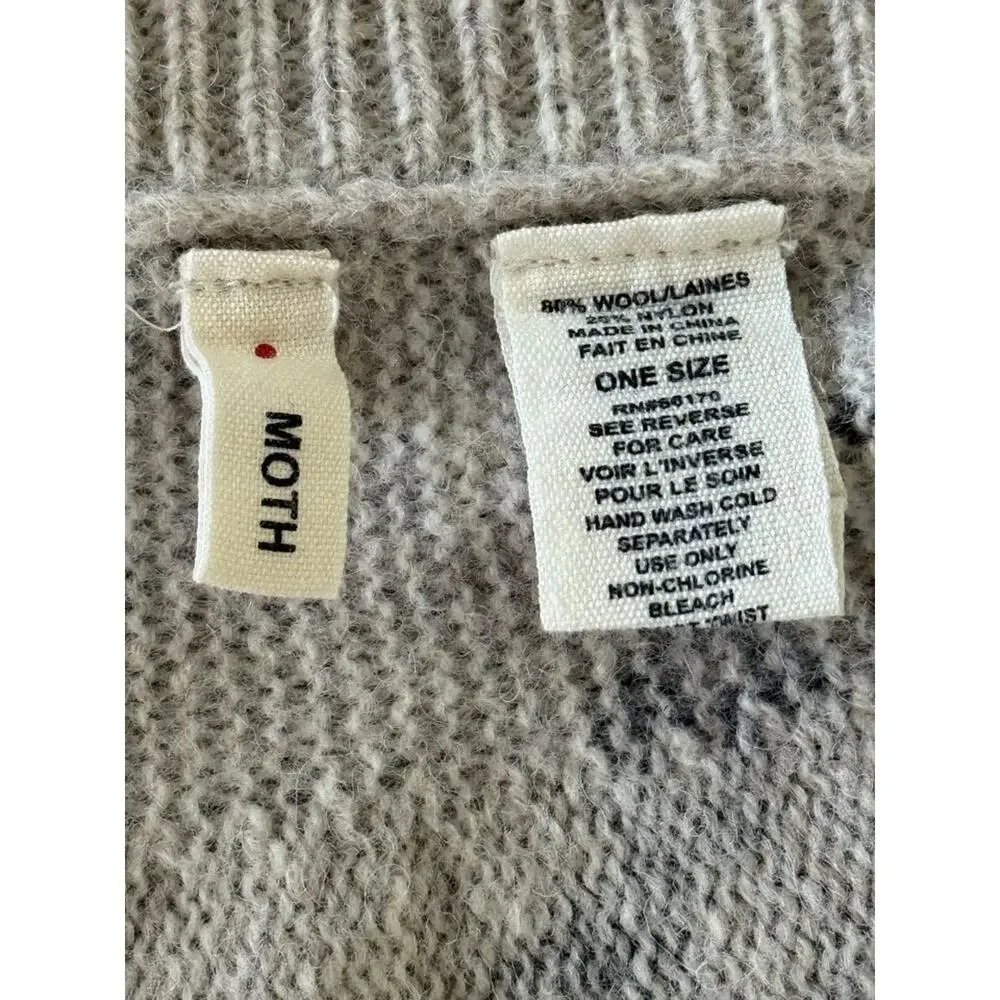 MOTH
80% WOOL/LAINES
20% NYLON
MADE IN CHINA
FAIT EN CHINE
ONE SIZE
RN#56170
SEE REVERSE
FOR CARE
VOIR L'INVERSE
POUR LE SOIN
HAND WASH COLD
SEPARATELY
USE ONLY
NON-CHLORINE
BLEACH
TWIST